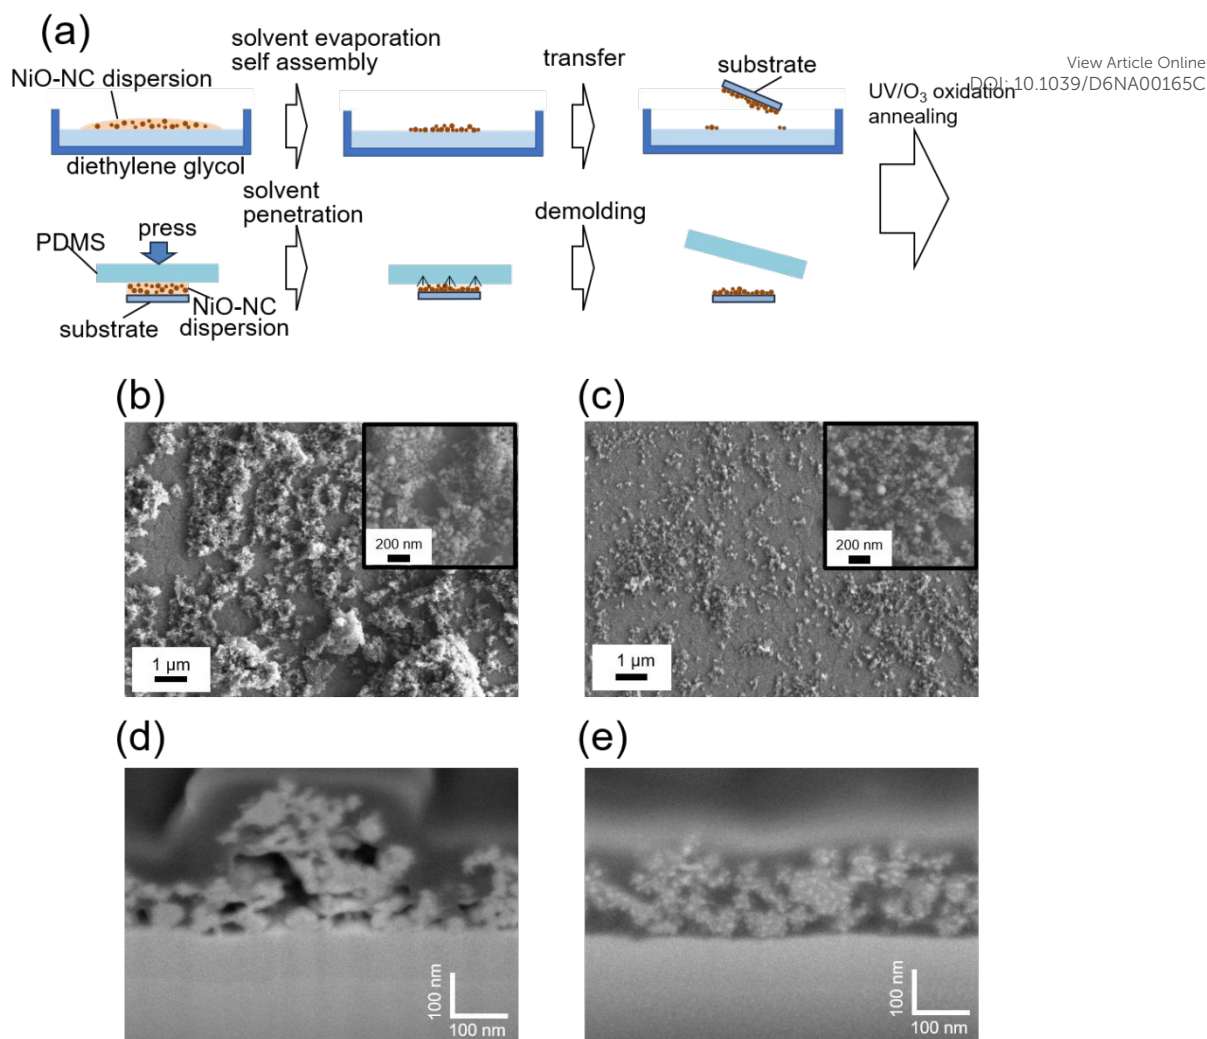 (a)
solvent evaporation
self assembly
transfer
substrate
View Article Online
DOI: 10.1039/D6NA00165C
NiO-NC dispersion
UV/O₃ oxidation
annealing
diethylene glycol
solvent
penetration
demolding
press
PDMS
NiO-NC
dispersion
substrate
(b)
(c)
200 nm
200 nm
1 µm
1 µm
(d)
(e)
100 nm
100 nm
100 nm
100 nm